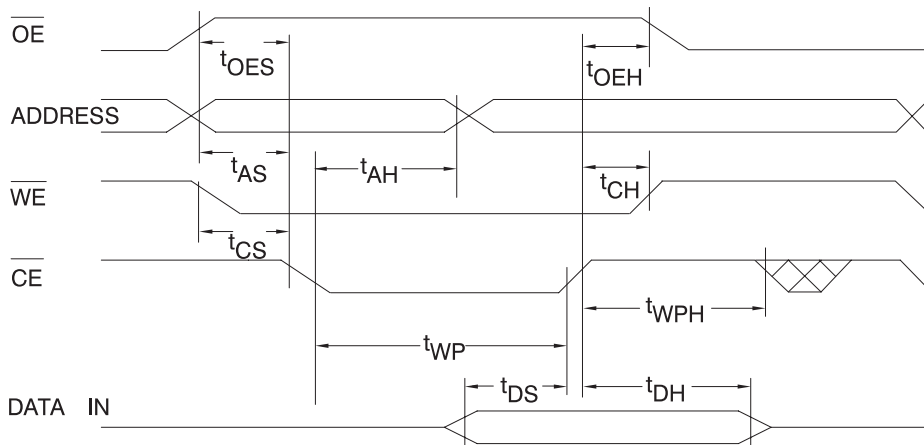 OE
tOES
tOEH
ADDRESS
tAS
tAH
tCH
WE
tCS
CE
tWPH
tWP
tDS
tDH
DATA IN